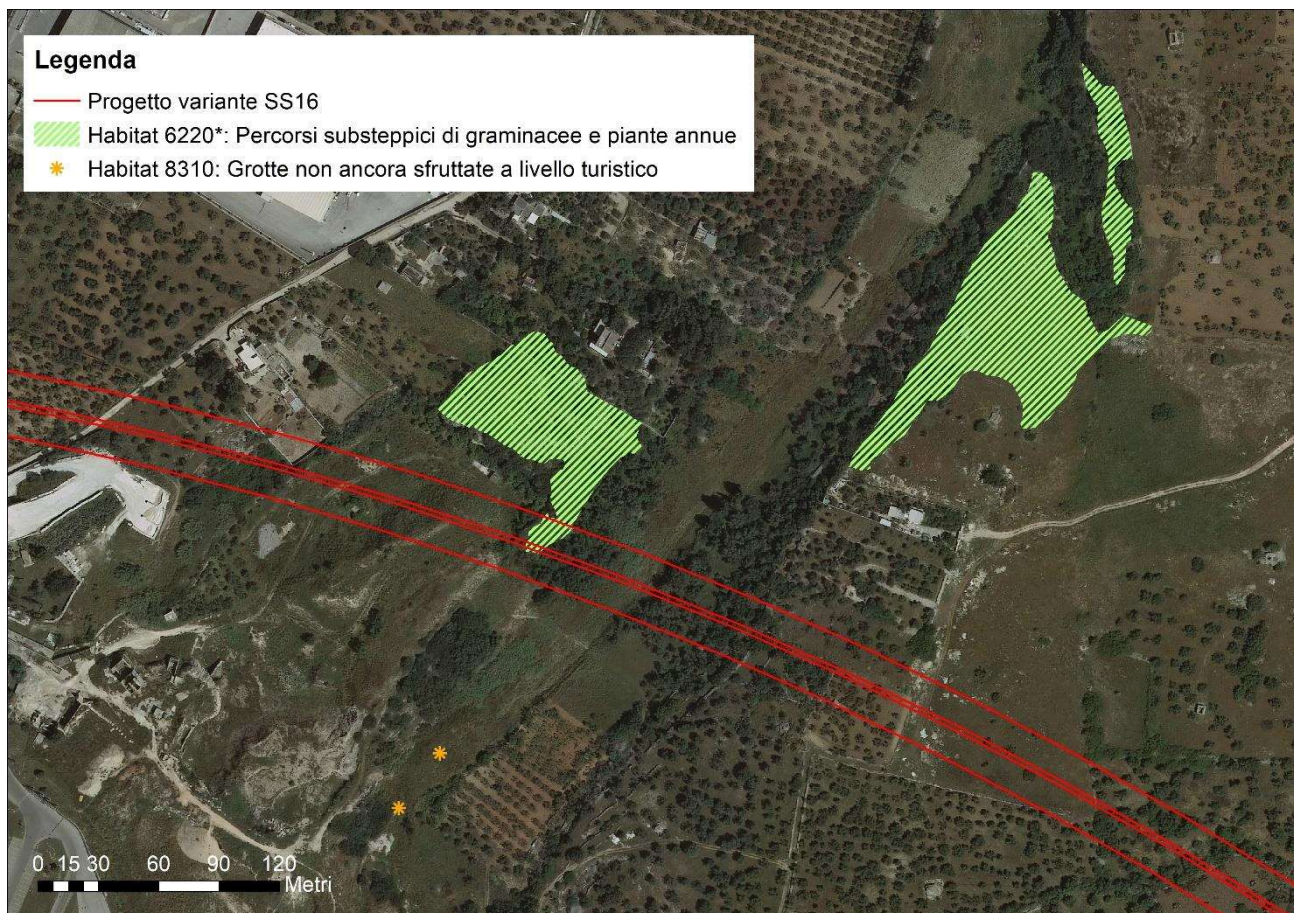 Legenda
Progetto variante SS16
Habitat 6220*: Percorsi substeppici di graminacee e piante annue
Habitat 8310: Grotte non ancora sfruttate a livello turistico
0 15 30 60 90 120
Metri